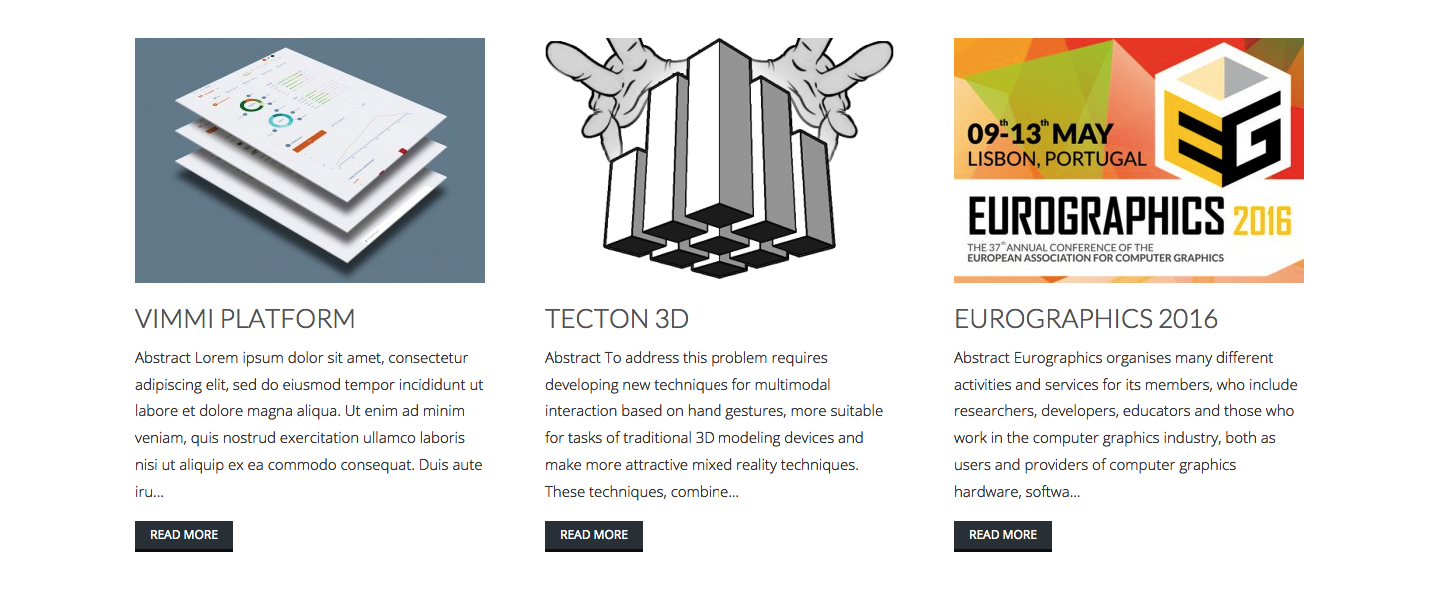 EG
09th-13th MAY
LISBON, PORTUGAL
EUROGRAPHICS 2016
THE 37th ANNUAL CONFERENCE OF THE
EUROPEAN ASSOCIATION FOR COMPUTER GRAPHICS
VIMMI PLATFORM
Abstract Lorem ipsum dolor sit amet, consectetur
adipiscing elit, sed do eiusmod tempor incididunt ut
labore et dolore magna aliqua. Ut enim ad minim
veniam, quis nostrud exercitation ullamco laboris
nisi ut aliquip ex ea commodo consequat. Duis aute
iru...
READ MORE
TECTON 3D
Abstract To address this problem requires
developing new techniques for multimodal
interaction based on hand gestures, more suitable
for tasks of traditional 3D modeling devices and
make more attractive mixed reality techniques.
These techniques, combine...
READ MORE
EUROGRAPHICS 2016
Abstract Eurographics organises many different
activities and services for its members, who include
researchers, developers, educators and those who
work in the computer graphics industry, both as
users and providers of computer graphics
hardware, softwa...
READ MORE